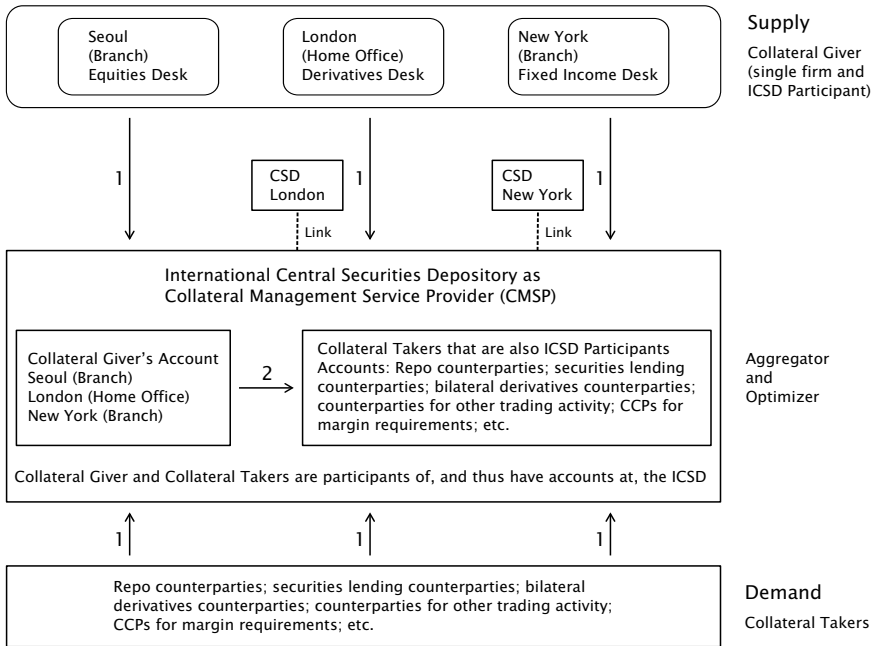 Seoul
(Branch)
Equities Desk
London
(Home Office)
Derivatives Desk
New York
(Branch)
Fixed Income Desk
Supply
Collateral Giver
(single firm and
ICSD Participant)
1
CSD
London
1
CSD
New York
1
Link
Link
International Central Securities Depository as
Collateral Management Service Provider (CMSP)
Collateral Giver's Account
Seoul (Branch)
London (Home Office)
New York (Branch)
2
Collateral Takers that are also ICSD Participants
Accounts: Repo counterparties; securities lending
counterparties; bilateral derivatives counterparties;
counterparties for other trading activity; CCPs for
margin requirements; etc.
Aggregator
and
Optimizer
Collateral Giver and Collateral Takers are participants of, and thus have accounts at, the ICSD
1
1
1
Repo counterparties; securities lending counterparties; bilateral
derivatives counterparties; counterparties for other trading activity;
CCPs for margin requirements; etc.
Demand
Collateral Takers